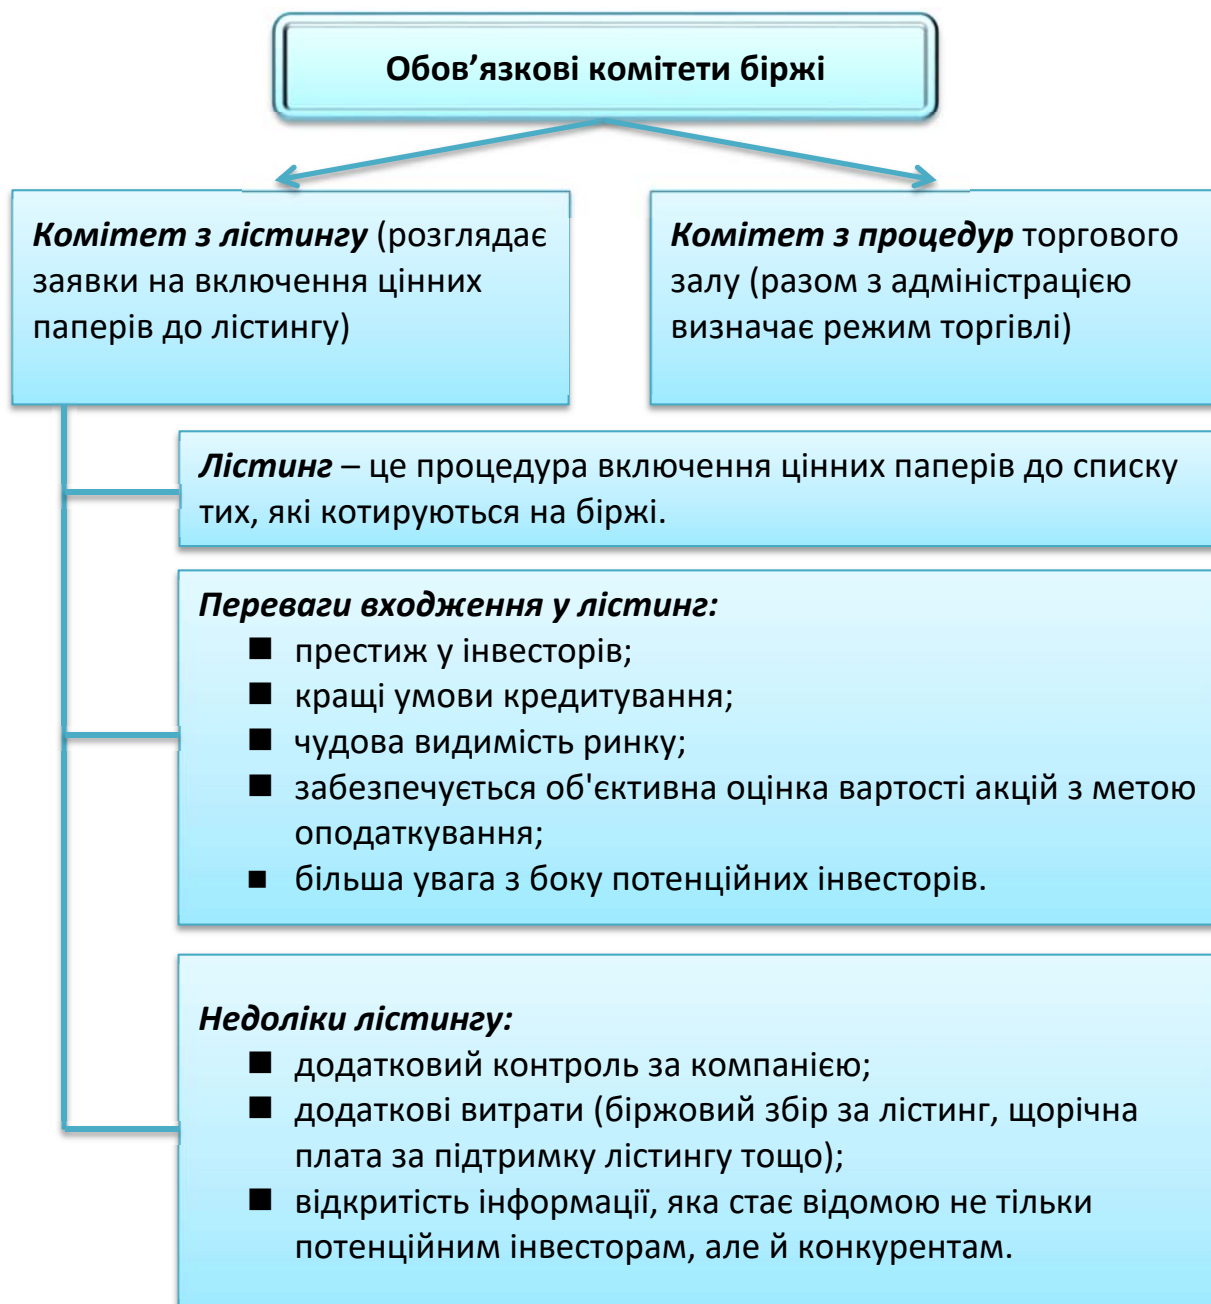 Обов’язкові комітети біржі
Комітет з лістингу (розглядає
заявки на включення цінних
паперів до лістингу)
Комітет з процедур торгового
залу (разом з адміністрацією
визначає режим торгівлі)
Лістинг – це процедура включення цінних паперів до списку
тих, які котируються на біржі.
Переваги входження у лістинг:
■ престиж у інвесторів;
■ кращі умови кредитування;
■ чудова видимість ринку;
■ забезпечується об'єктивна оцінка вартості акцій з метою
оподаткування;
■ більша увага з боку потенційних інвесторів.
Недоліки лістингу:
■ додатковий контроль за компанією;
■ додаткові витрати (біржовий збір за лістинг, щорічна
плата за підтримку лістингу тощо);
■ відкритість інформації, яка стає відомою не тільки
потенційним інвесторам, але й конкурентам.